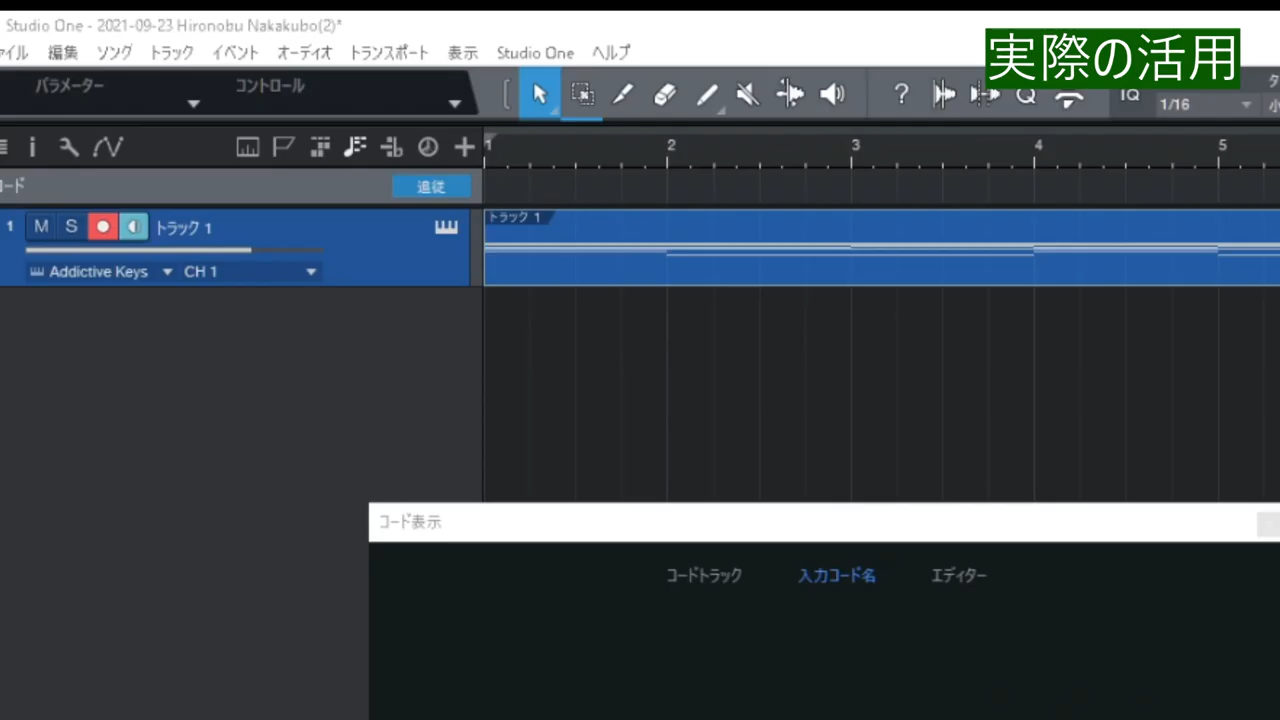 Studio One - 2021-09-23 Hironobu Nakakubo(2)*
実際の活用
ァイル 編集 ソング トラック イベント オーディオ トランスポート 表示 Studio One ヘルプ
パラメーター コントロール
IQ 1/16
1 2 3 4 5
コード 追従
1 M S トラック 1
トラック 1
Addictive Keys CH 1
コード表示
コードトラック 入力コード名 エディター